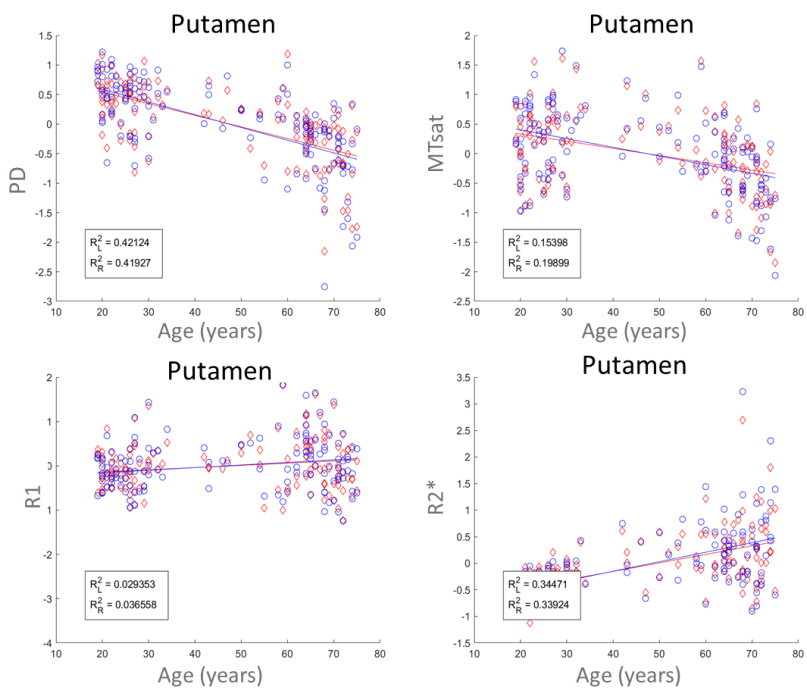 Putamen
1.5
1
0.5
0
-0.5
-1
-1.5
-2
-2.5
-3
PD
R²L = 0.42124
R²R = 0.41927
10 20 30 40 50 60 70 80
Age (years)
Putamen
2
1.5
1
0.5
0
-0.5
-1
-1.5
-2
-2.5
MTsat
R²L = 0.15398
R²R = 0.19899
10 20 30 40 50 60 70 80
Age (years)
Putamen
2
1
0
-1
-2
-3
-4
R1
R²L = 0.029353
R²R = 0.036558
10 20 30 40 50 60 70 80
Age (years)
Putamen
3.5
3
2.5
2
1.5
1
0.5
0
-0.5
-1
-1.5
R2*
R²L = 0.34471
R²R = 0.33924
10 20 30 40 50 60 70 80
Age (years)